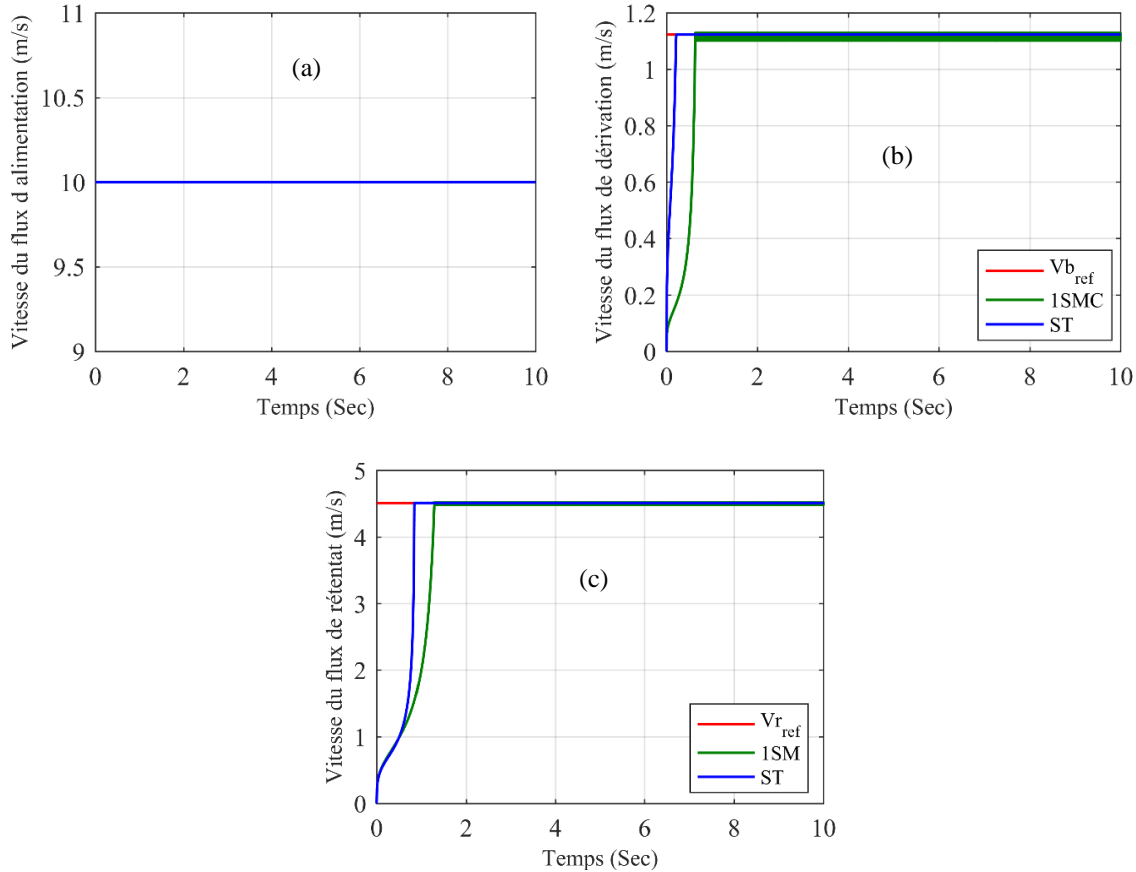 Vitesse du flux d alimentation (m/s)
11
10.5
10
9.5
9
(a)
0 2 4 6 8 10
Temps (Sec)
Vitesse du flux de dérivation (m/s)
1.2
1
0.8
0.6
0.4
0.2
0
(b)
Vb_ref
1SMC
ST
0 2 4 6 8 10
Temps (Sec)
Vitesse du flux de rétentat (m/s)
5
4
3
2
1
0
(c)
Vr_ref
1SM
ST
0 2 4 6 8 10
Temps (Sec)